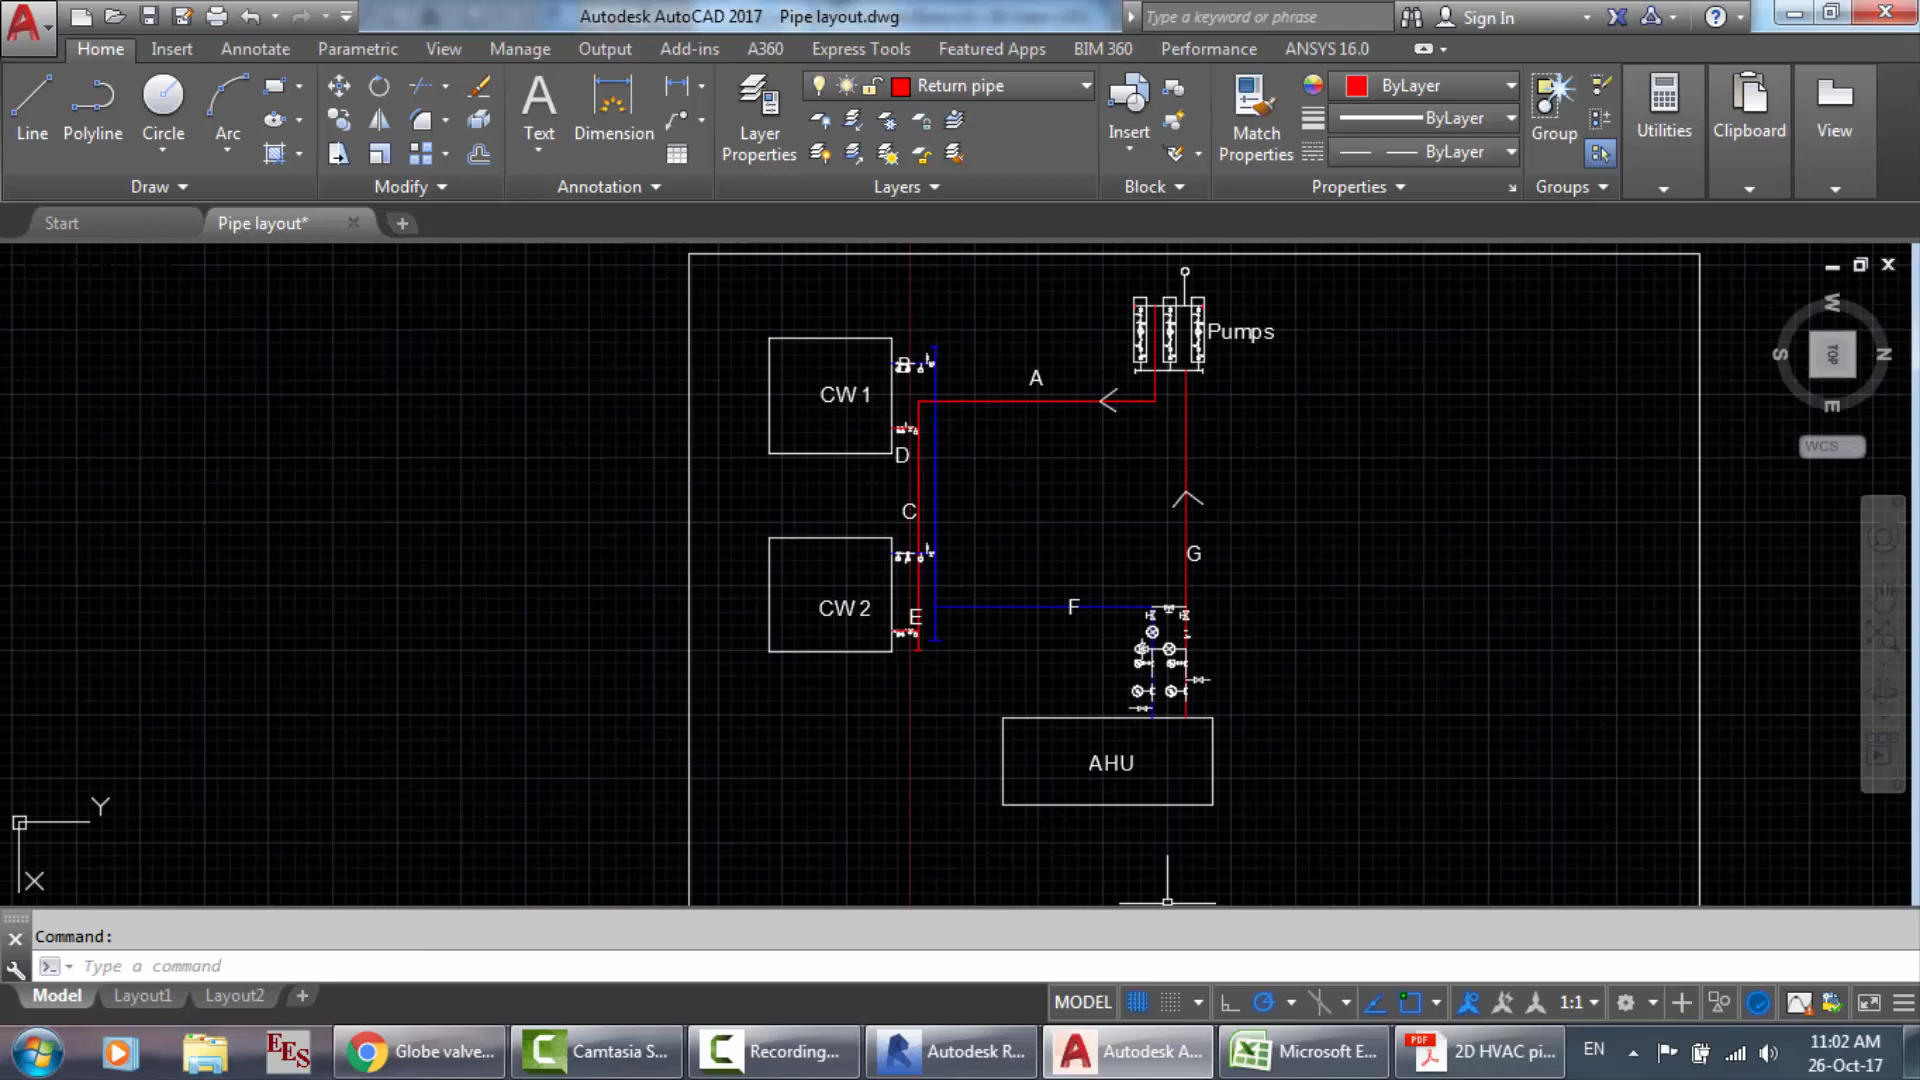 Autodesk AutoCAD 2017 Pipe layout.dwg
Type a keyword or phrase
Sign In
Home Insert Annotate Parametric View Manage Output Add-ins A360 Express Tools Featured Apps BIM 360 Performance ANSYS 16.0
Return pipe
ByLayer
ByLayer
ByLayer
Line Polyline Circle Arc
Text Dimension
Layer Properties
Insert
Match Properties
Group
Utilities Clipboard View
Draw Modify Annotation Layers Block Properties Groups
Start Pipe layout*
W
S TOP N
E
WCS
Pumps
B
CW 1
A
D
C
G
CW 2
E
F
AHU
Y
X
Command:
Type a command
Model Layout1 Layout2
MODEL 1:1
EES
Globe valve...
Camtasia S...
Recording...
Autodesk R...
Autodesk A...
Microsoft E...
PDF
2D HVAC pi...
EN
11:02 AM
26-Oct-17